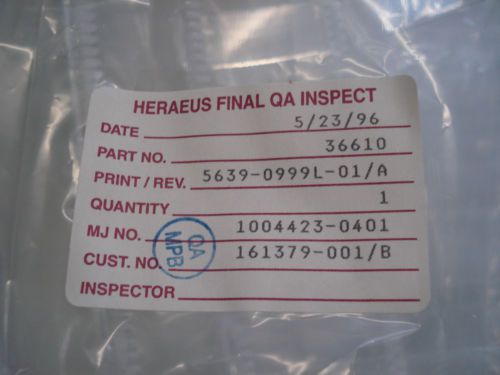 HERAEUS FINAL QA INSPECT
DATE 5/23/96
PART NO. 36610
PRINT / REV. 5639-0999L-01/A
QUANTITY 1
MJ NO. 1004423-0401
CUST. NO. 161379-001/B
INSPECTOR
QA
MPB